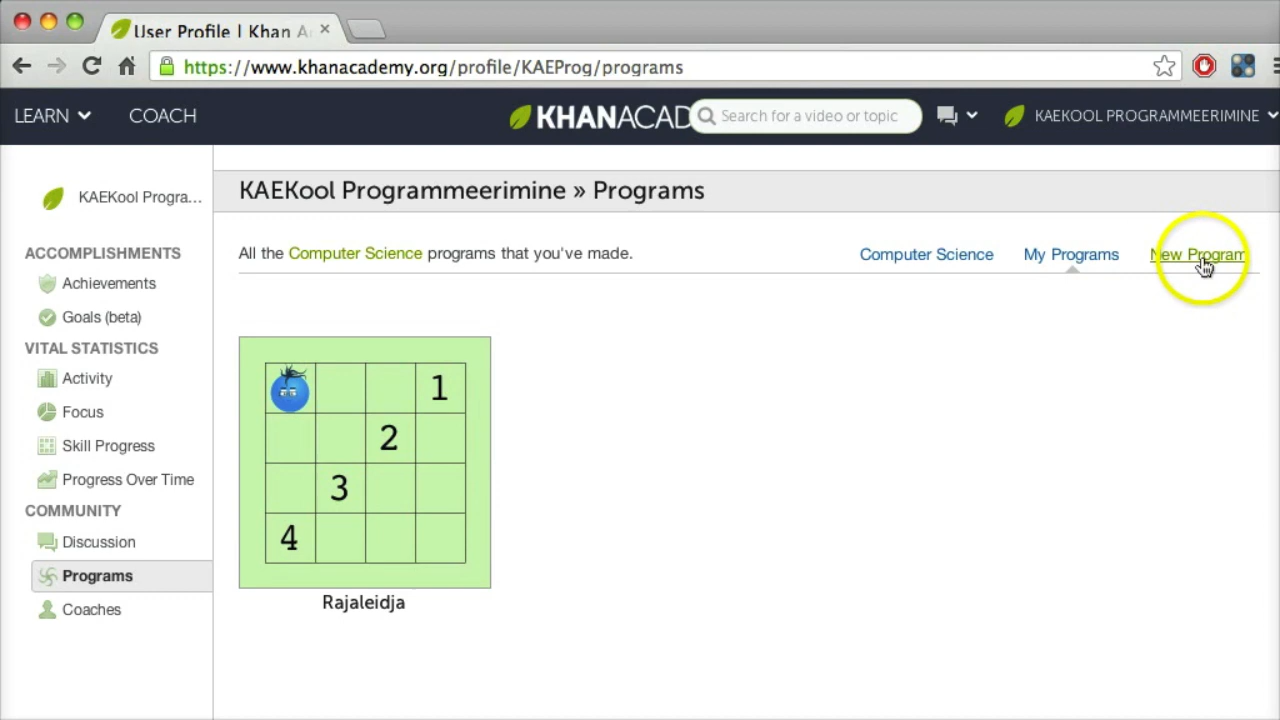 User Profile | Khan A
https://www.khanacademy.org/profile/KAEProg/programs
LEARN
COACH
KHANACAD
Search for a video or topic
KAEKOOL PROGRAMMEERIMINE
KAEKool Progra...
ACCOMPLISHMENTS
Achievements
Goals (beta)
VITAL STATISTICS
Activity
Focus
Skill Progress
Progress Over Time
COMMUNITY
Discussion
Programs
Coaches
KAEKool Programmeerimine » Programs
All the Computer Science programs that you've made.
Computer Science
My Programs
New Program
1
2
3
4
Rajaleidja